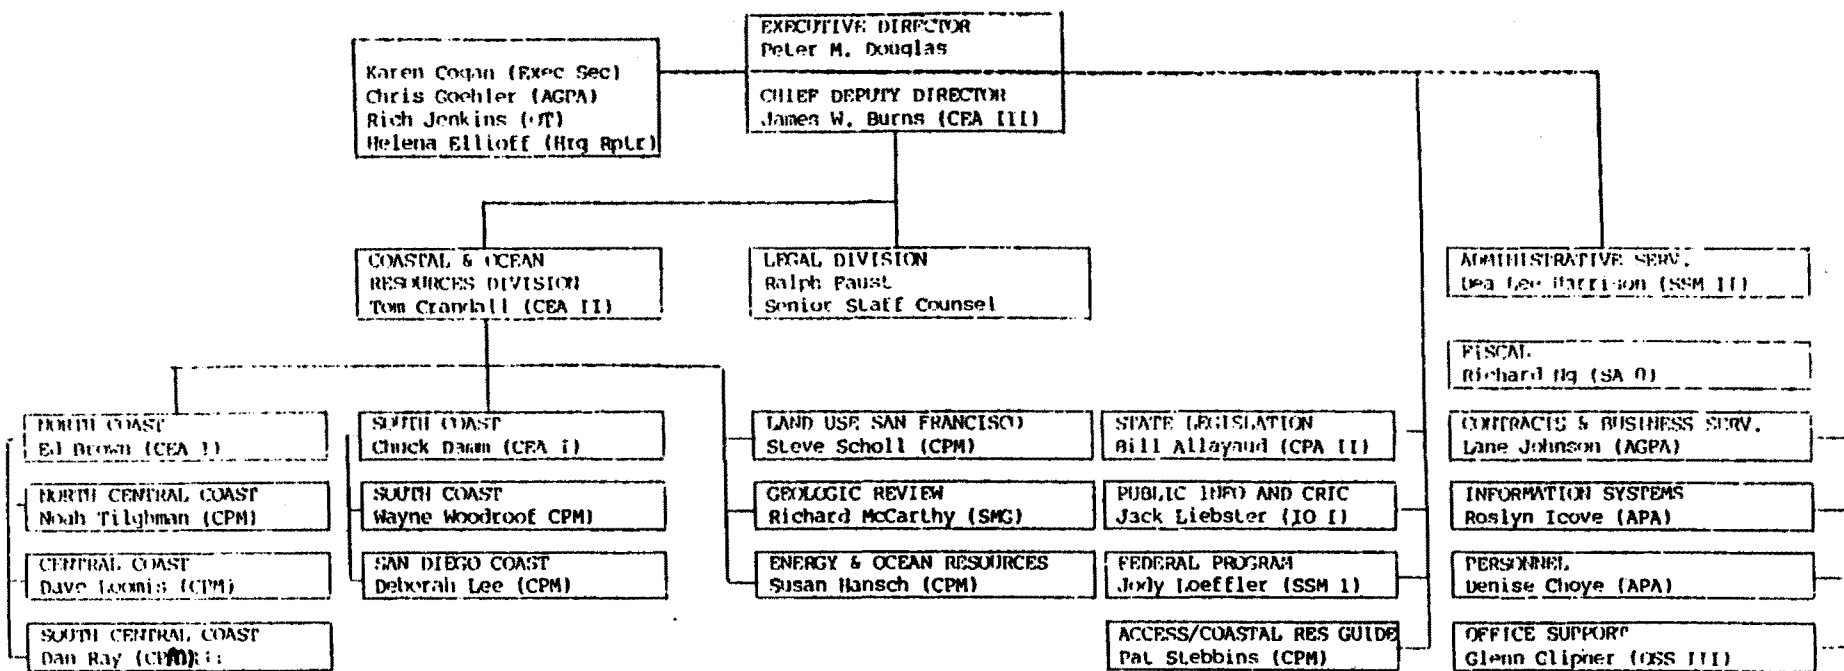 EXECUTIVE DIRECTOR
Peter M. Douglas
CHIEF DEPUTY DIRECTOR
James W. Burns (CEA III)
Karen Cogan (Exec Sec)
Chris Goehler (AGPA)
Rich Jenkins (OT)
Helena Ellioff (Hrg Rptr)
COASTAL & OCEAN
RESOURCES DIVISION
Tom Crandall (CEA II)
LEGAL DIVISION
Ralph Faust
Senior Staff Counsel
ADMINISTRATIVE SERV.
Dea Lee Harrison (SSM II)
FISCAL
Richard Ng (SA
NORTH COAST
Ed Brown (CEA I)
SOUTH COAST
Chuck Damm (CEA I)
LAND USE SAN FRANCISCO
Steve Scholl (CPM)
STATE LEGISLATION
Bill Allayaud (CPA II)
CONTRACTS & BUSINESS SERV.
Lane Johnson (AGPA)
NORTH CENTRAL COAST
Noah Tilghman (CPM)
SOUTH COAST
Wayne Woodroof CPM)
GEOLOGIC REVIEW
Richard McCarthy (SMG)
PUBLIC INFO AND CRIC
Jack Liebster (IO I)
INFORMATION SYSTEMS
Roslyn Icove (APA)
CENTRAL COAST
Dave Loomis (CPM)
SAN DIEGO COAST
Deborah Lee (CPM)
ENERGY & OCEAN RESOURCES
Susan Hansch (CPM)
FEDERAL PROGRAM
Jody Loeffler (SSM I)
PERSONNEL
Denise Choye (APA)
SOUTH CENTRAL COAST
Dan Ray
ACCESS/COASTAL RES GUIDE
Pat Stebbins (CPM)
OFFICE SUPPORT
Glenn Clipner (OSS III)